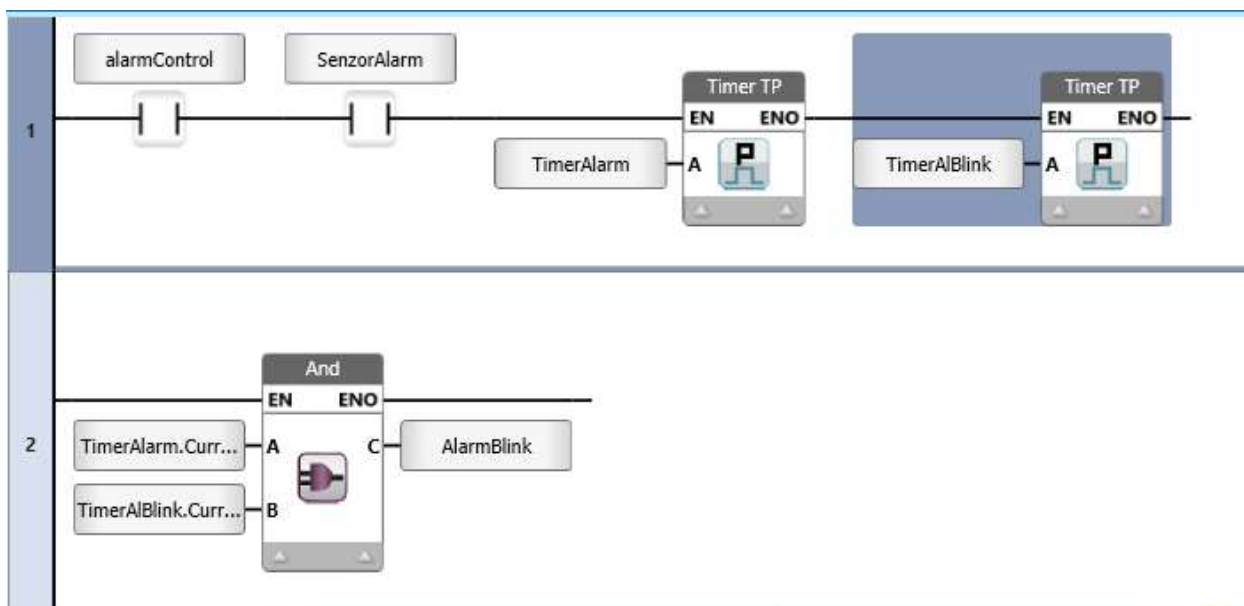 alarmControl SenzorAlarm
Timer TP Timer TP
1 EN ENO EN ENO
TimerAlarm A P TimerAlBlink A P
And
EN ENO
2 TimerAlarm.Curr... A C AlarmBlink
TimerAlBlink.Curr... B